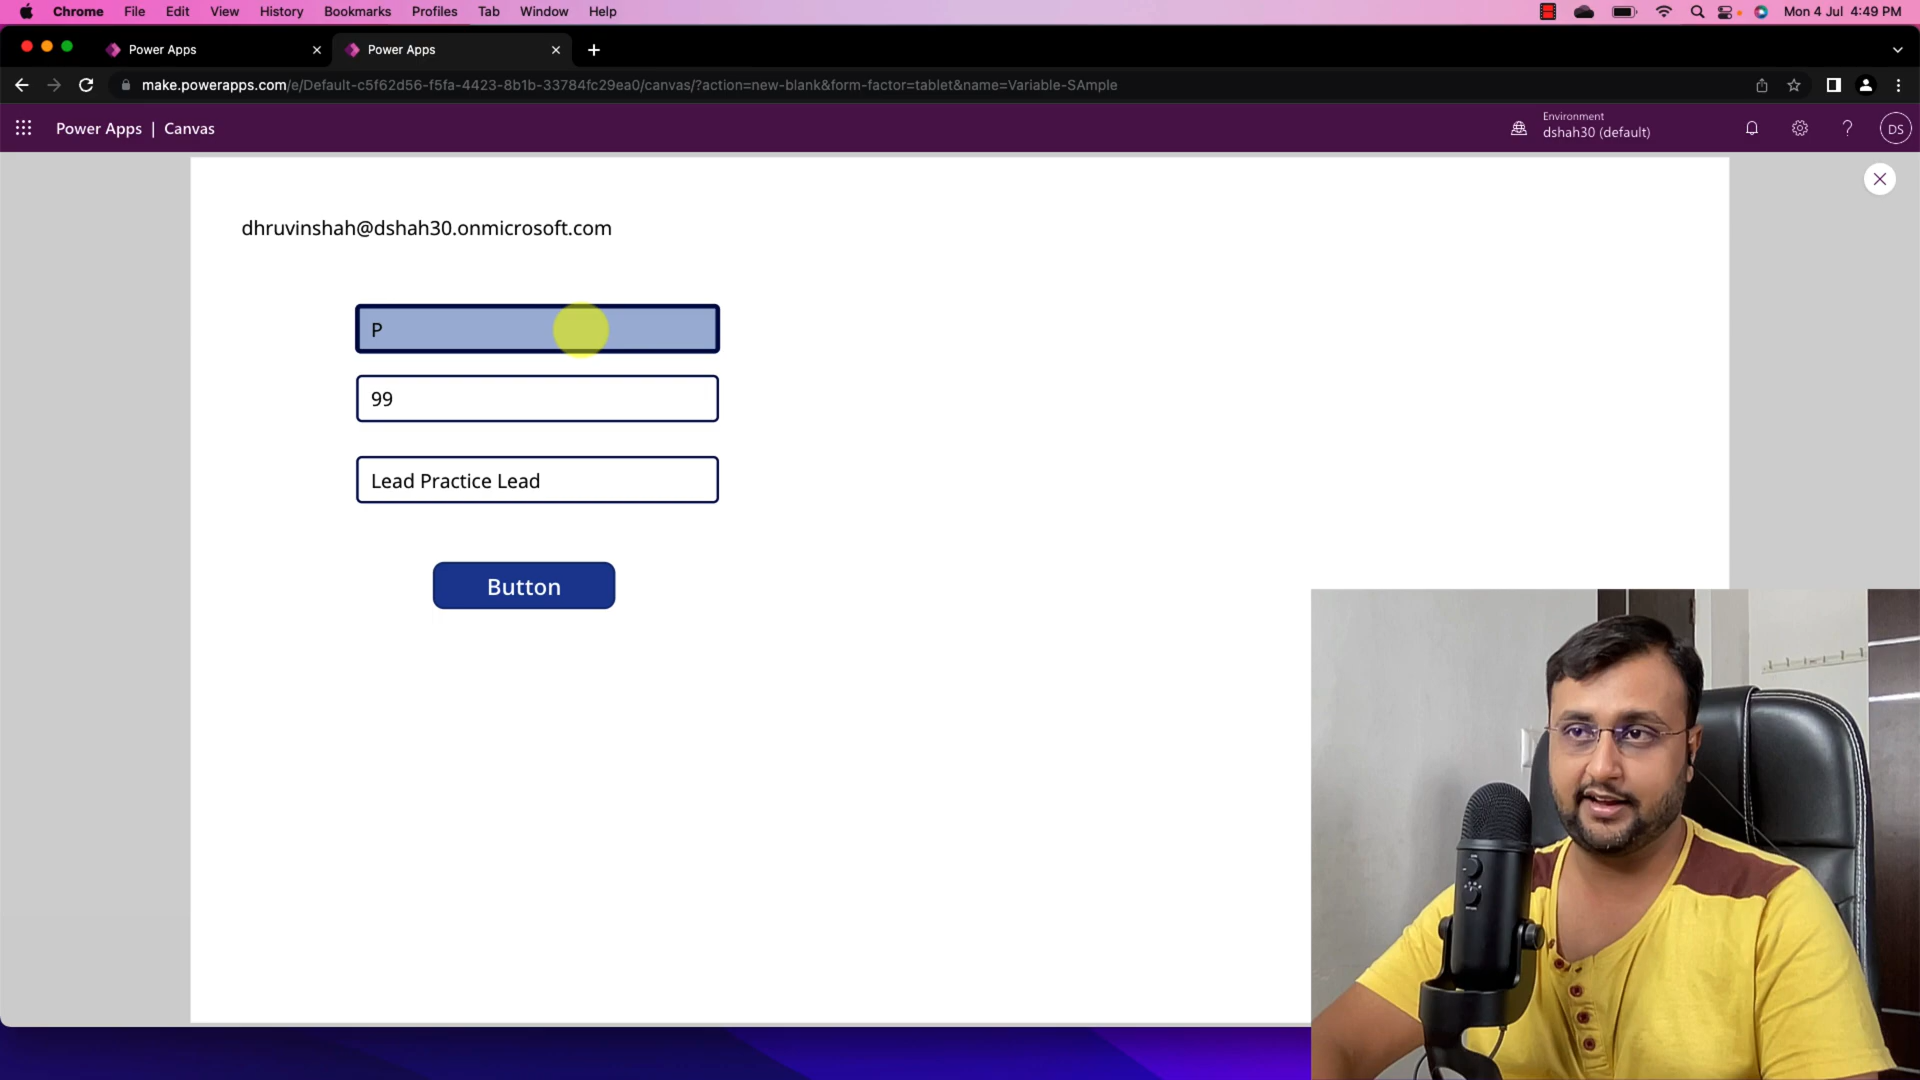 Chrome File Edit View History Bookmarks Profiles Tab Window Help Mon 4 Jul 4:49 PM
Power Apps Power Apps
make.powerapps.com/e/Default-c5f62d56-f5fa-4423-8b1b-33784fc29ea0/canvas/?action=new-blank&form-factor=tablet&name=Variable-SAmple
Power Apps | Canvas
Environment
dshah30 (default)
DS
dhruvinshah@dshah30.onmicrosoft.com
P
99
Lead Practice Lead
Button